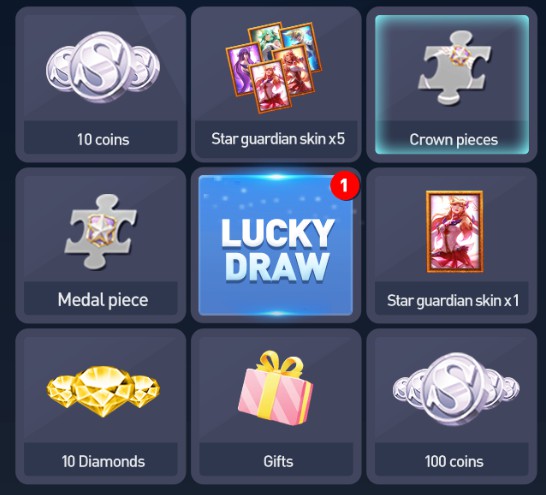 10 coins
Star guardian skin x5
Crown pieces
Medal piece
1
LUCKY
DRAW
Star guardian skin x1
10 Diamonds
Gifts
100 coins